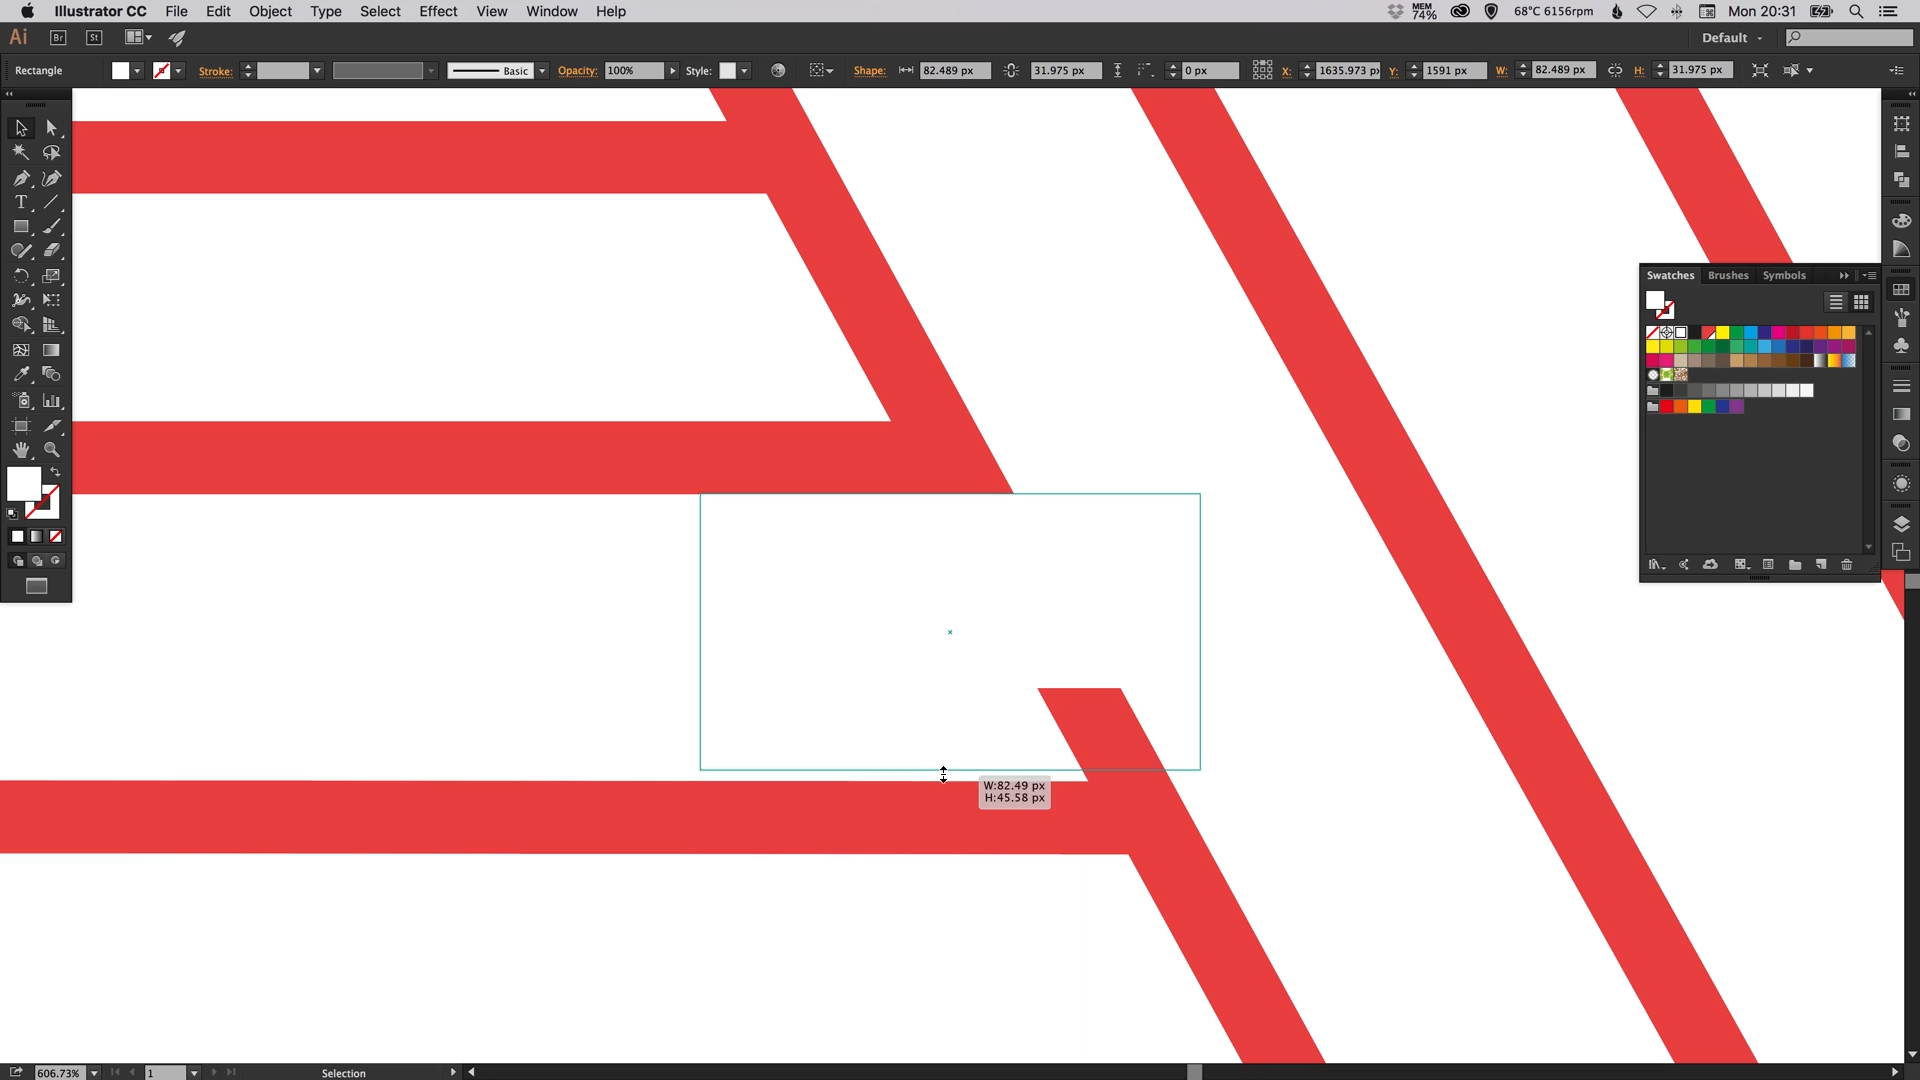 Illustrator CC File Edit Object Type Select Effect View Window Help MEM 74% 68°C 6156rpm Mon 20:31
Ai Br St Default
Rectangle Stroke: Basic Opacity: 100% Style: Shape: 82.489 px 31.975 px 0 px X: 1635.973 px Y: 1591 px W: 82.489 px H: 31.975 px
Swatches Brushes Symbols
T
W:82.49 px
H:45.58 px
606.73% 1 Selection